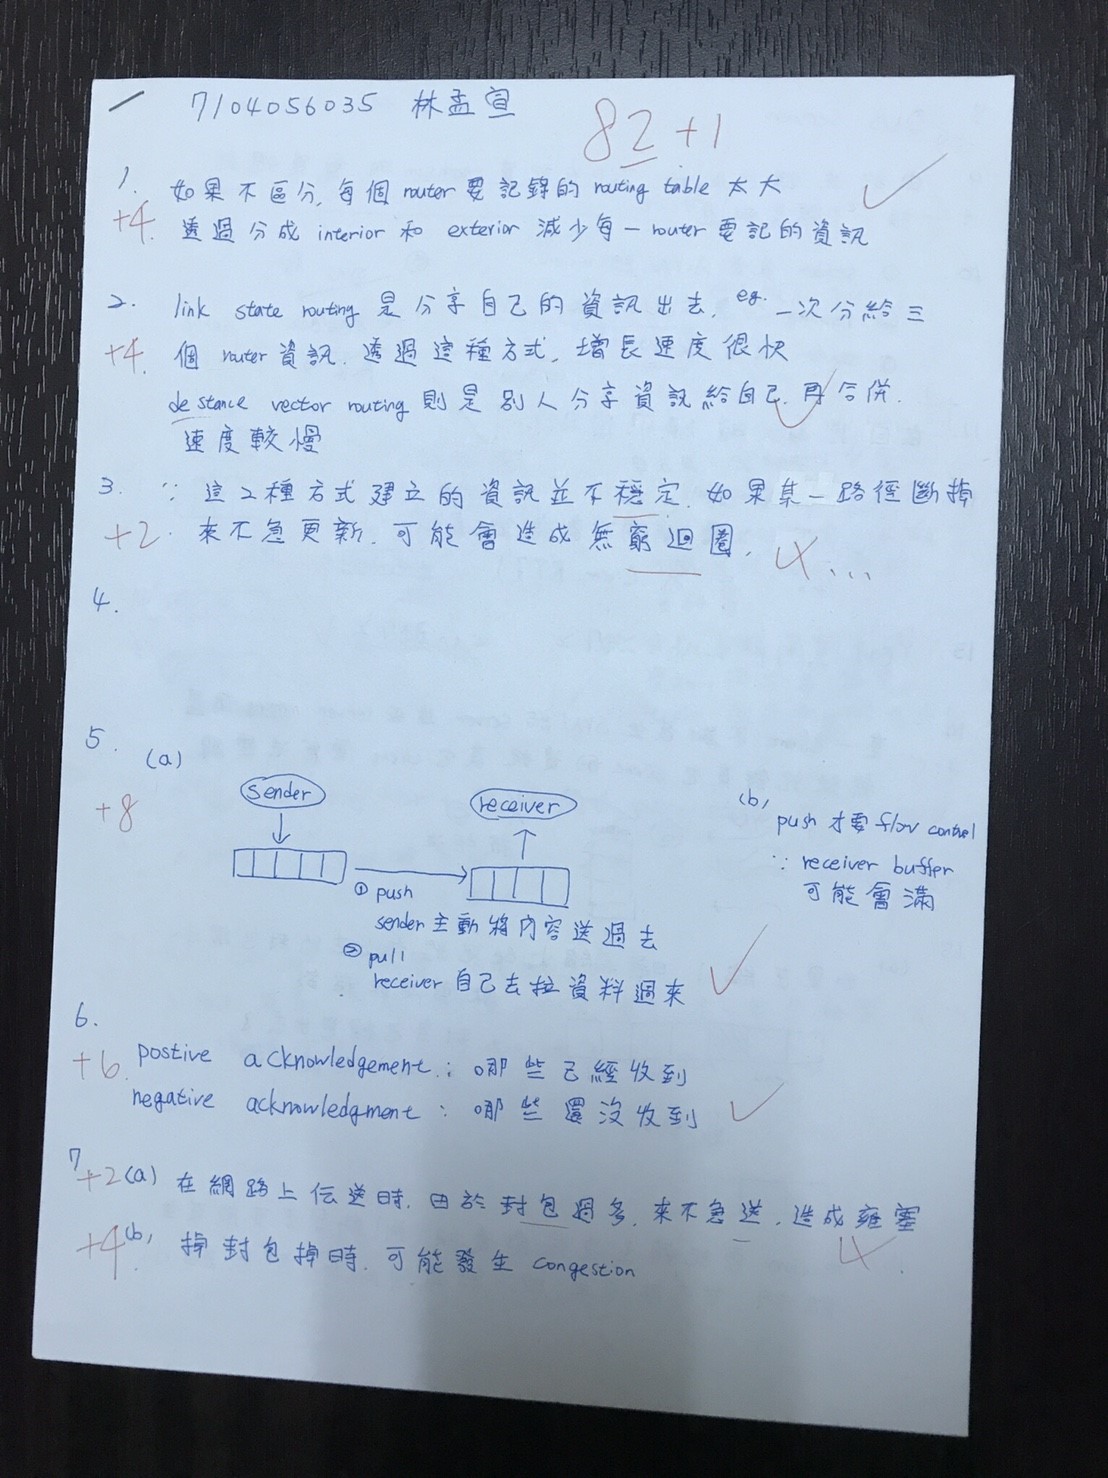 7104056035 林孟宣
82 +1
1. 如果不區分, 每個 router 要記錄的 routing table 太大
+4. 透過分成 interior 和 exterior 減少每一 router 要記的資訊
2. link state routing 是分享自己的資訊出去, eg. 一次分給三
+4. 個 router 資訊. 透過這種方式, 增長速度很快
destance vector routing 則是別人分享資訊給自己, 再合併.
速度較慢
3. ∵ 這2種方式建立的資訊並不穩定, 如果某一路徑斷掉
+2. 來不急更新, 可能會造成無窮迴圈.
4.
5. (a)
+8
sender
receiver
① push
sender 主動將內容送過去
② pull
receiver 自己去拉資料過來
(b) push 才要 flow control
∵ receiver buffer
可能會滿
6.
+6. postive acknowledgement : 哪些已經收到
negative acknowledgment : 哪些還沒收到
7
+2 (a) 在網路上伝送時, 由於封包過多, 來不急送, 造成雍塞
+4 (b) 掉封包掉時, 可能發生 congestion